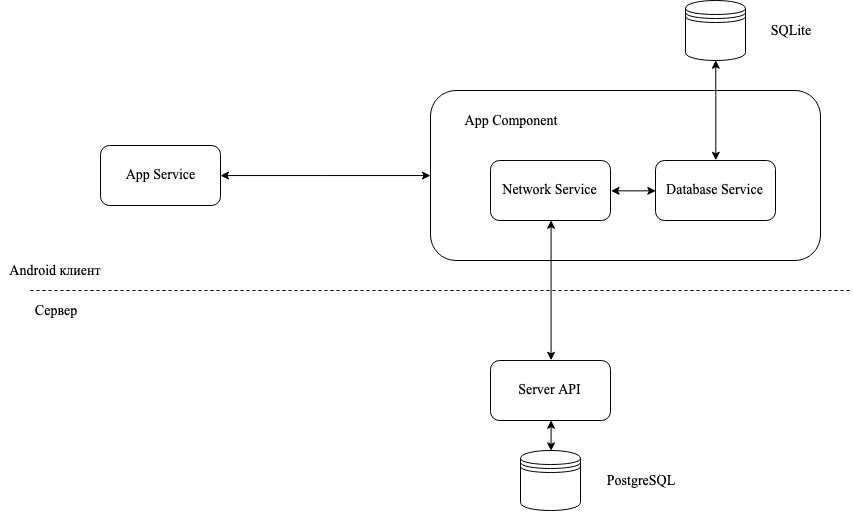 SQLite
App Component
App Service
Network Service
Database Service
Android клиент
Сервер
Server API
PostgreSQL